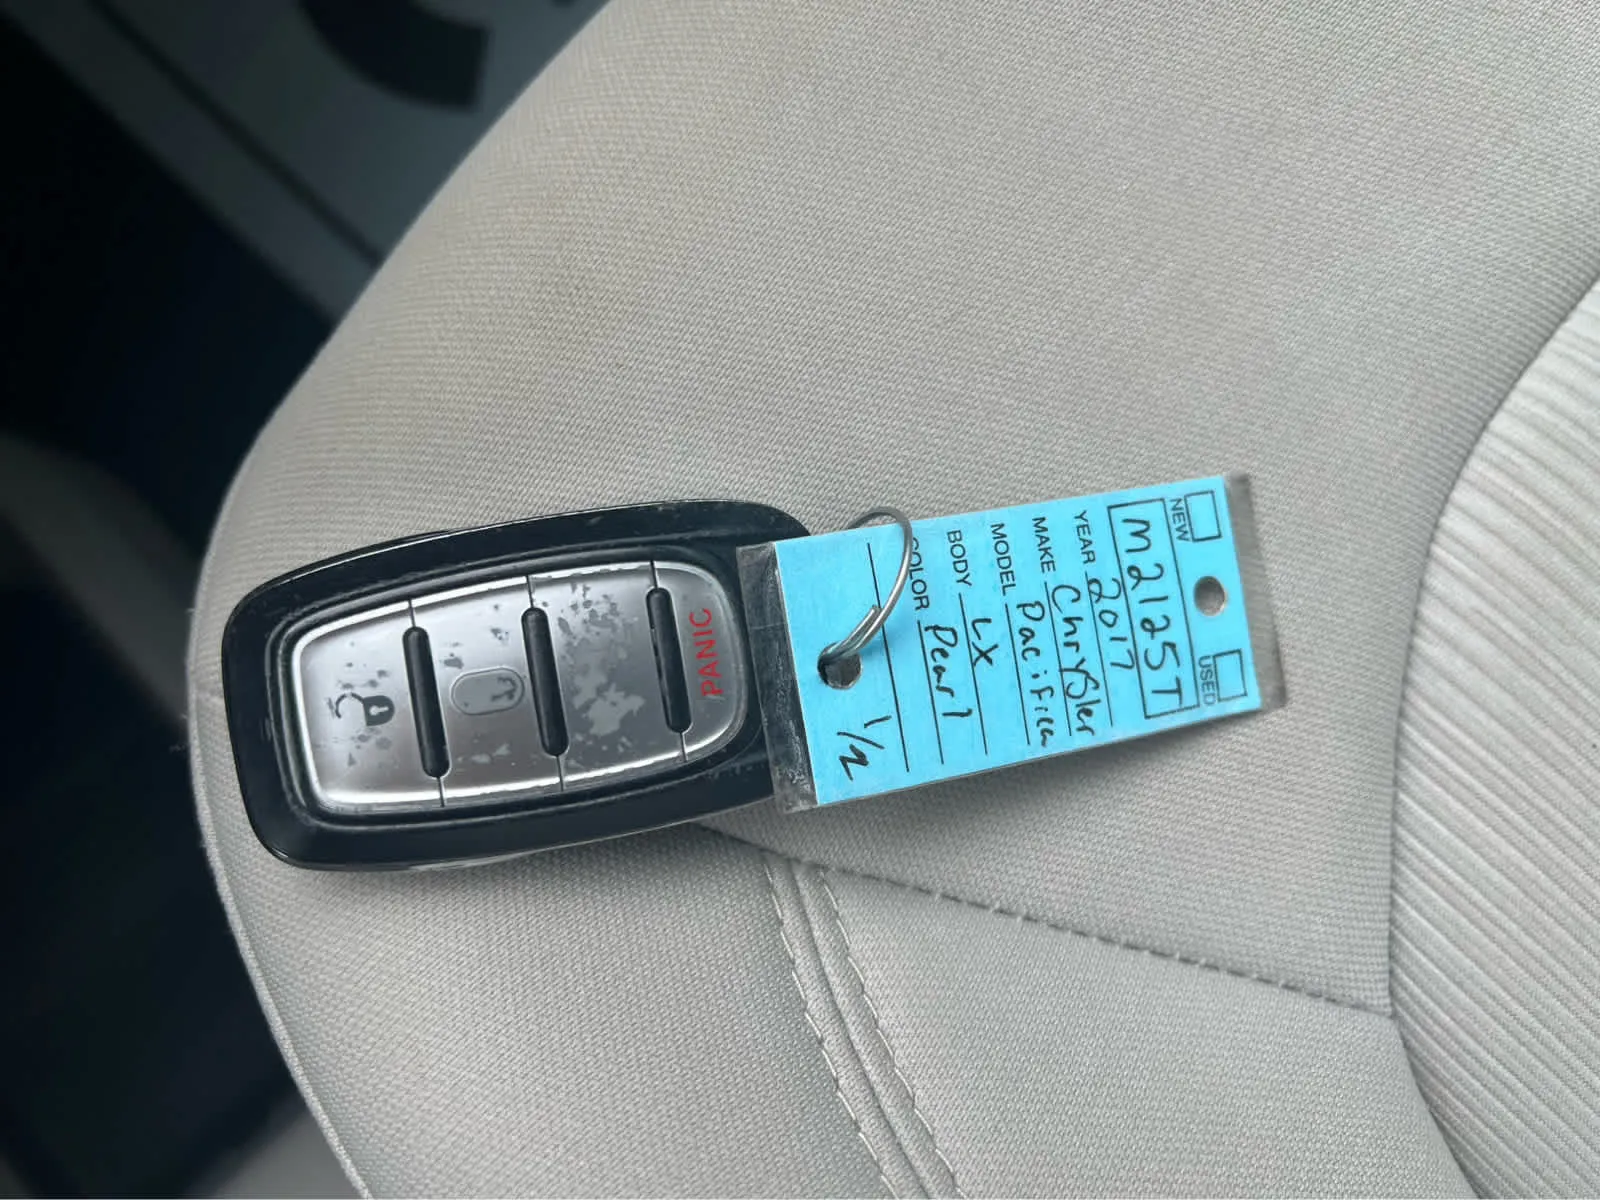 NEW USED
M2125T
YEAR 2017
MAKE Chrysler
MODEL Pacifica
BODY LX
COLOR Pearl
1/2
PANIC